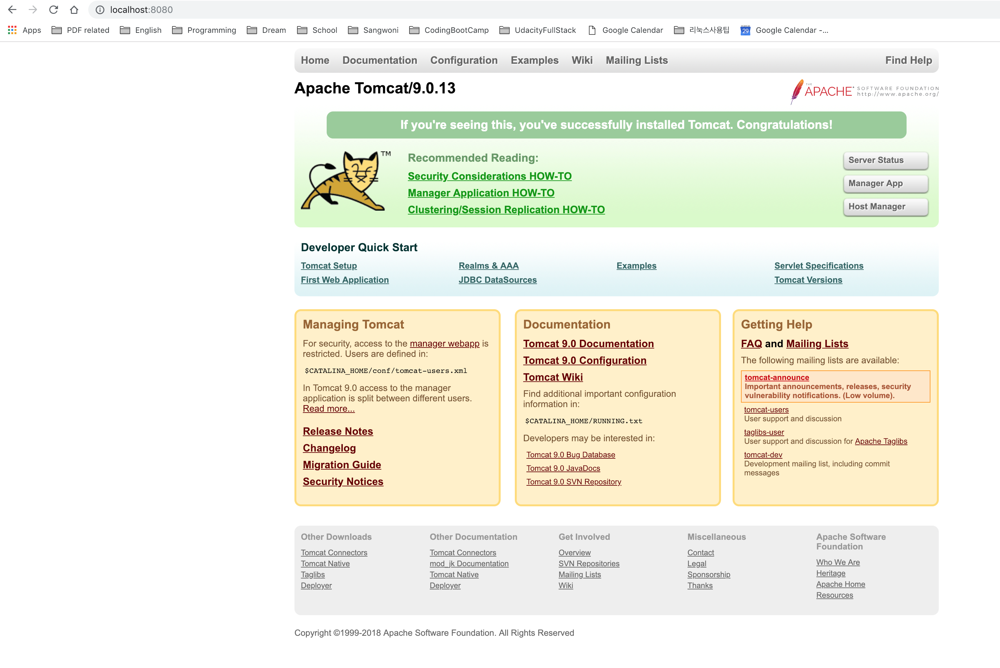 localhost:8080
Apps PDF related English Programming Dream School Sangwoni CodingBootCamp UdacityFullStack Google Calendar 리눅스사용팁 29 Google Calendar -...
Home Documentation Configuration Examples Wiki Mailing Lists Find Help
Apache Tomcat/9.0.13
THE APACHE SOFTWARE FOUNDATION
http://www.apache.org/
If you're seeing this, you've successfully installed Tomcat. Congratulations!
TM
Recommended Reading:
Security Considerations HOW-TO
Manager Application HOW-TO
Clustering/Session Replication HOW-TO
Server Status
Manager App
Host Manager
Developer Quick Start
Tomcat Setup Realms & AAA Examples Servlet Specifications
First Web Application JDBC DataSources Tomcat Versions
Managing Tomcat
For security, access to the manager webapp is
restricted. Users are defined in:
$CATALINA_HOME/conf/tomcat-users.xml
In Tomcat 9.0 access to the manager
application is split between different users.
Read more...
Release Notes
Changelog
Migration Guide
Security Notices
Documentation
Tomcat 9.0 Documentation
Tomcat 9.0 Configuration
Tomcat Wiki
Find additional important configuration
information in:
$CATALINA_HOME/RUNNING.txt
Developers may be interested in:
Tomcat 9.0 Bug Database
Tomcat 9.0 JavaDocs
Tomcat 9.0 SVN Repository
Getting Help
FAQ and Mailing Lists
The following mailing lists are available:
tomcat-announce
Important announcements, releases, security
vulnerability notifications. (Low volume).
tomcat-users
User support and discussion
taglibs-user
User support and discussion for Apache Taglibs
tomcat-dev
Development mailing list, including commit
messages
Other Downloads
Tomcat Connectors
Tomcat Native
Taglibs
Deployer
Other Documentation
Tomcat Connectors
mod_jk Documentation
Tomcat Native
Deployer
Get Involved
Overview
SVN Repositories
Mailing Lists
Wiki
Miscellaneous
Contact
Legal
Sponsorship
Thanks
Apache Software
Foundation
Who We Are
Heritage
Apache Home
Resources
Copyright ©1999-2018 Apache Software Foundation. All Rights Reserved